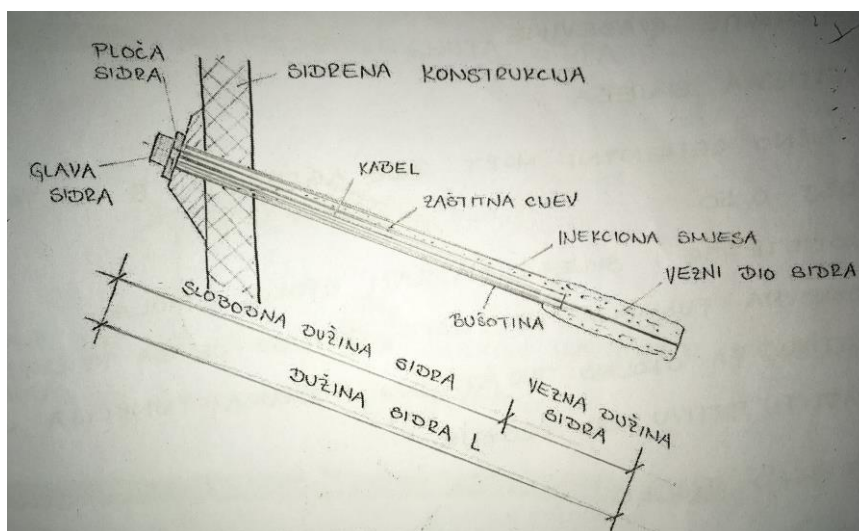 PLOČA
SIDRA
SIDRENA KONSTRUKCIJA
GLAVA
SIDRA
KABEL
ZAŠTITNA CIJEV
INEKCIONA SMJESA
VEZNI DIO SIDRA
BUŠOTINA
SLOBODNA DUŽINA SIDRA
VEZNA DUŽINA
SIDRA
DUŽINA SIDRA L